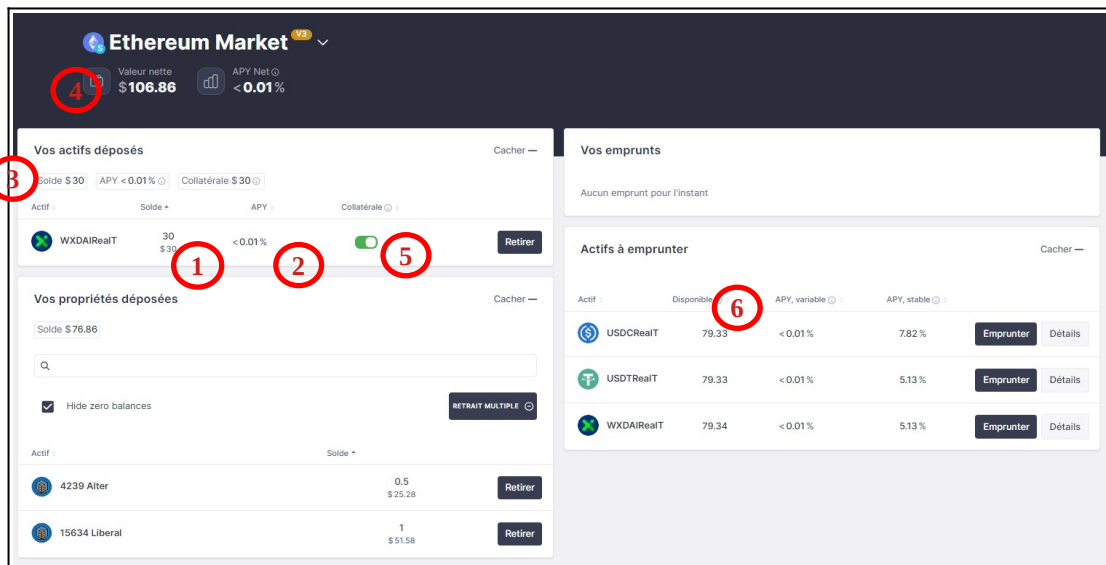 Ethereum Market V3
Valeur nette
$106.86
APY Net
<0.01%
4
Vos actifs déposés
Cacher —
3
Solde $30
APY <0.01%
Collatérale $30
Actif
Solde
APY
Collatérale
WXDAIRealT
30
$30
<0.01%
Retirer
1
2
5
Vos propriétés déposées
Cacher —
Solde $76.86
Hide zero balances
RETRAIT MULTIPLE
Actif
Solde
4239 Alter
0.5
$25.28
Retirer
15634 Liberal
1
$51.58
Retirer
Vos emprunts
Aucun emprunt pour l'instant
Actifs à emprunter
Cacher —
Actif
Disponible
APY, variable
APY, stable
6
USDCRealT
79.33
<0.01%
7.82%
Emprunter
Détails
USDTRealT
79.33
<0.01%
5.13%
Emprunter
Détails
WXDAIRealT
79.34
<0.01%
5.13%
Emprunter
Détails